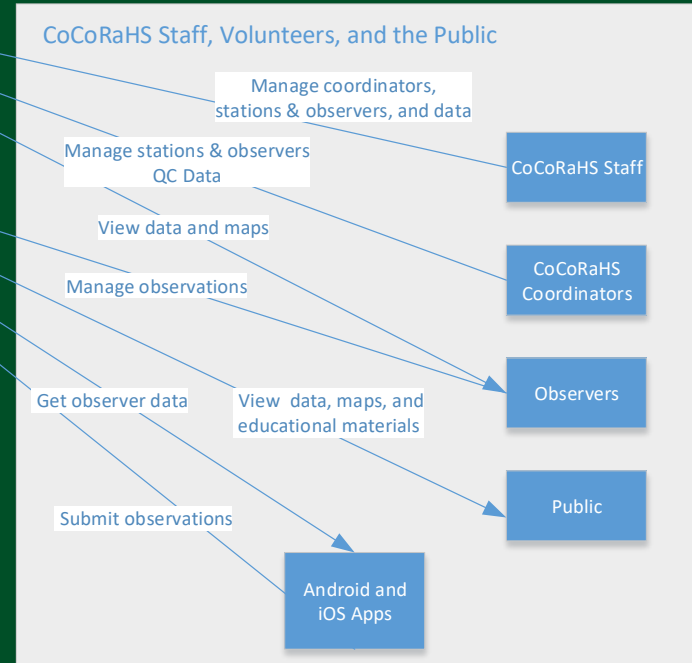 CoCoRaHS Staff, Volunteers, and the Public
Manage coordinators,
stations & observers, and data
Manage stations & observers
QC Data
CoCoRaHS Staff
View data and maps
CoCoRaHS
Coordinators
Manage observations
Observers
Get observer data
View data, maps, and
educational materials
Public
Submit observations
Android and
iOS Apps